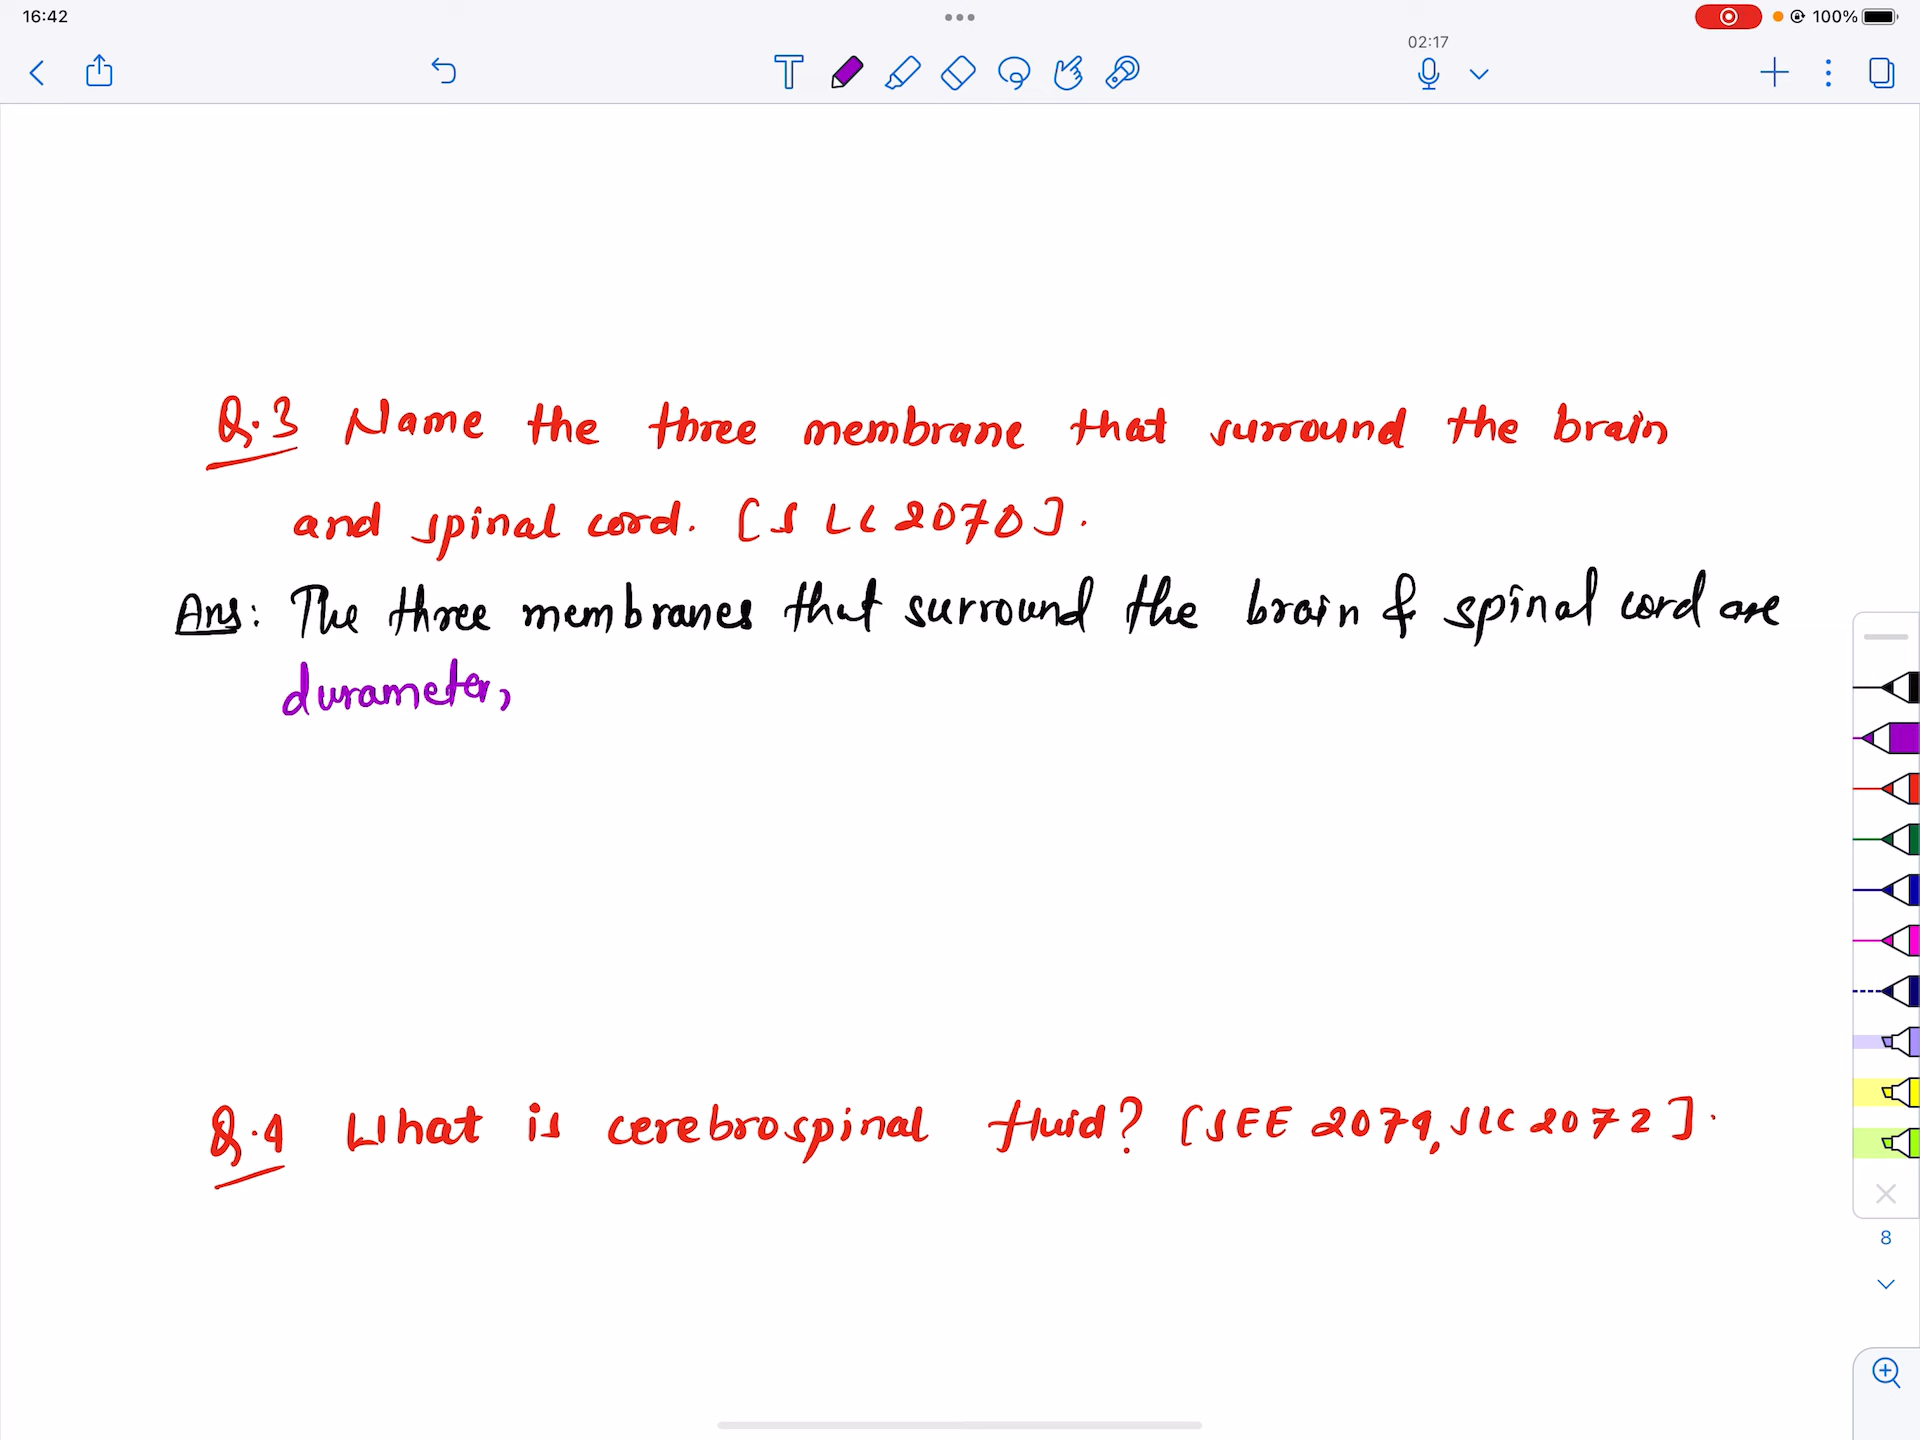 16:42
100%
02:17
T
Q.3 Name the three membrane that surround the brain
and spinal cord. [SLC 2070].
Ans: The three membranes that surround the brain & spinal cord are
durameter,
Q.4 What is cerebrospinal fluid? [SEE 2079, SLC 2072].
8